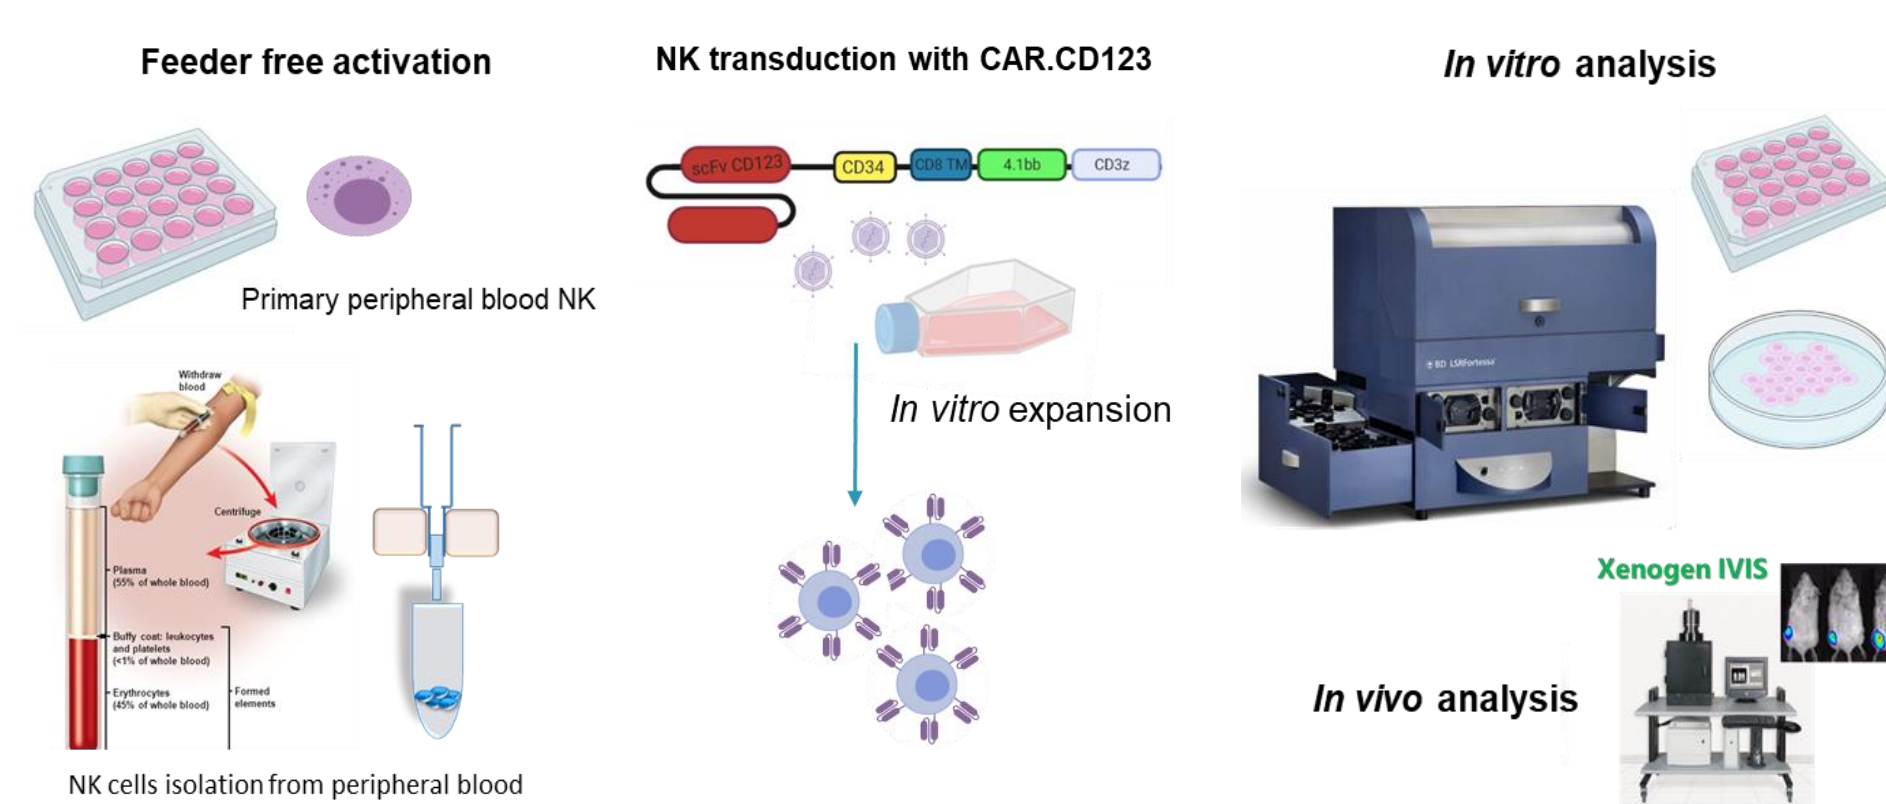 Feeder free activation
Primary peripheral blood NK
Withdraw
blood
Centrifuge
Plasma
(55% of whole blood)
Buffy coat: leukocytes
and platelets
(<1% of whole blood)
Erythrocytes
(45% of whole blood)
Formed
elements
NK cells isolation from peripheral blood
NK transduction with CAR.CD123
scFv CD123
CD34
CD8 TM
4.1bb
CD3z
In vitro expansion
In vitro analysis
BD LSRFortessa
Xenogen IVIS
In vivo analysis